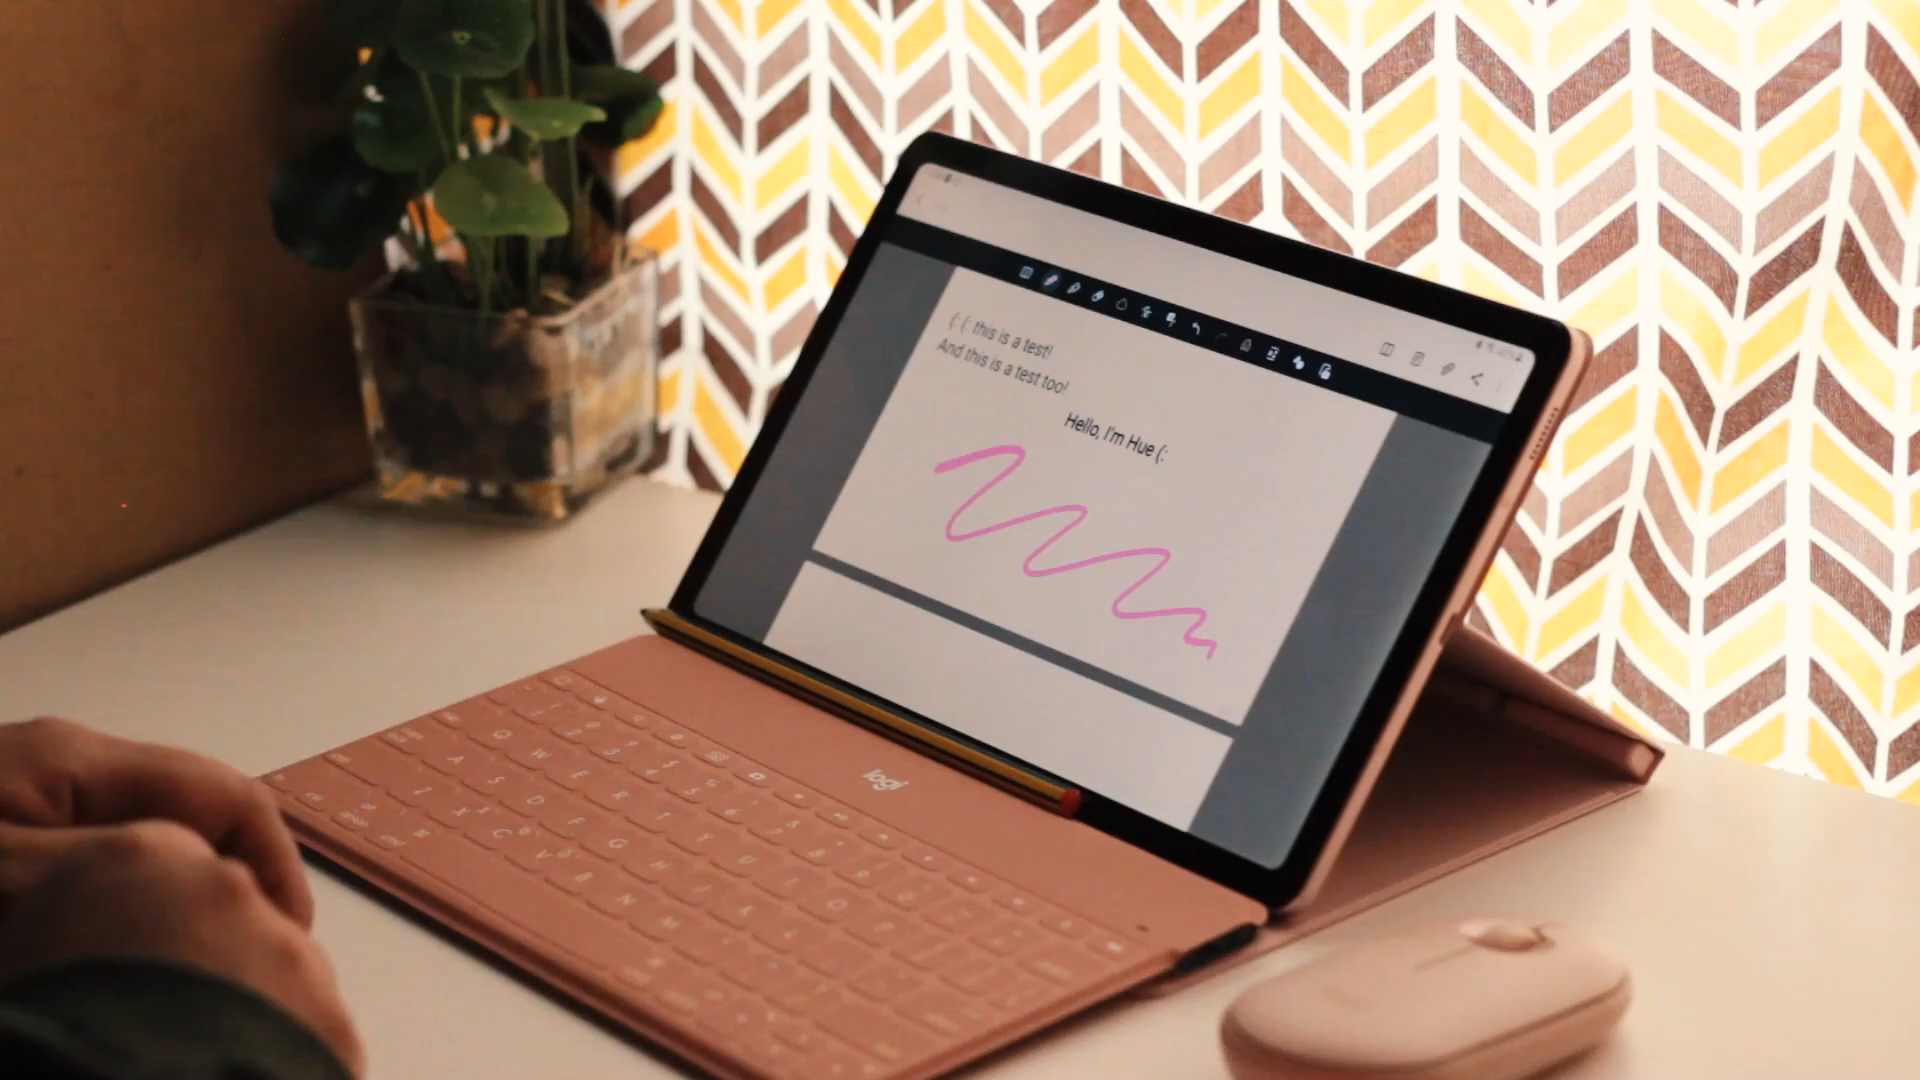 (: (: this is a test!
And this is a test too!
Hello, I'm Hue (:
logi
Q W E R T Y U
A S D F G H J
Z X C V B N M